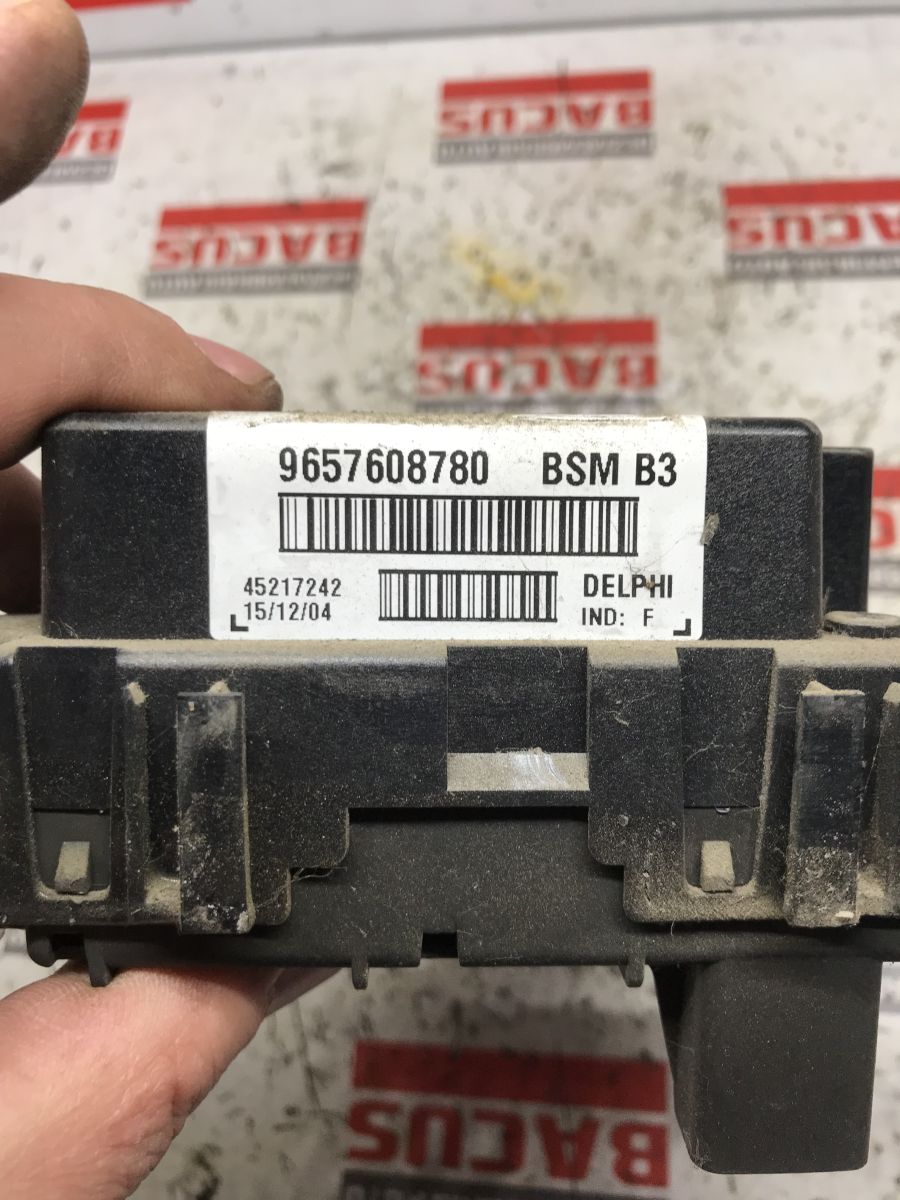 BACUS
BACUS
BACUS
BACUS
9657608780 BSM B3
45217242
15/12/04
DELPHI
IND: F
BACUS